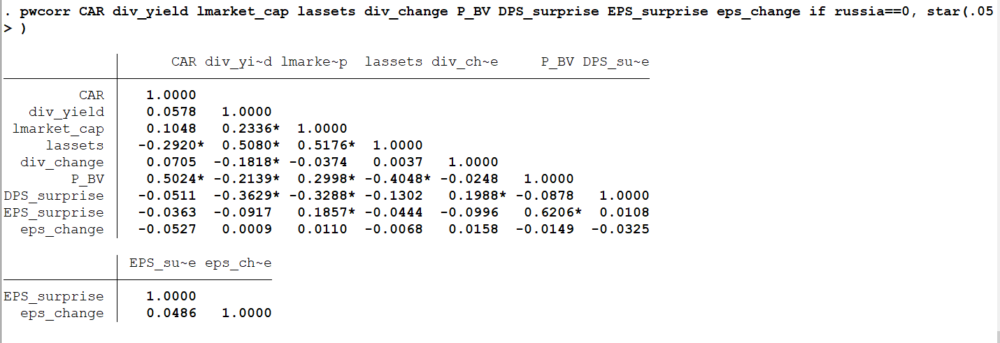 . pwcorr CAR div_yield lmarket_cap lassets div_change P_BV DPS_surprise EPS_surprise eps_change if russia==0, star(.05
> )
CAR div_yi~d lmarke~p lassets div_ch~e P_BV DPS_su~e
CAR 1.0000
div_yield 0.0578 1.0000
lmarket_cap 0.1048 0.2336* 1.0000
lassets -0.2920* 0.5080* 0.5176* 1.0000
div_change 0.0705 -0.1818* -0.0374 0.0037 1.0000
P_BV 0.5024* -0.2139* 0.2998* -0.4048* -0.0248 1.0000
DPS_surprise -0.0511 -0.3629* -0.3288* -0.1302 0.1988* -0.0878 1.0000
EPS_surprise -0.0363 -0.0917 0.1857* -0.0444 -0.0996 0.6206* 0.0108
eps_change -0.0527 0.0009 0.0110 -0.0068 0.0158 -0.0149 -0.0325
EPS_su~e eps_ch~e
EPS_surprise 1.0000
eps_change 0.0486 1.0000